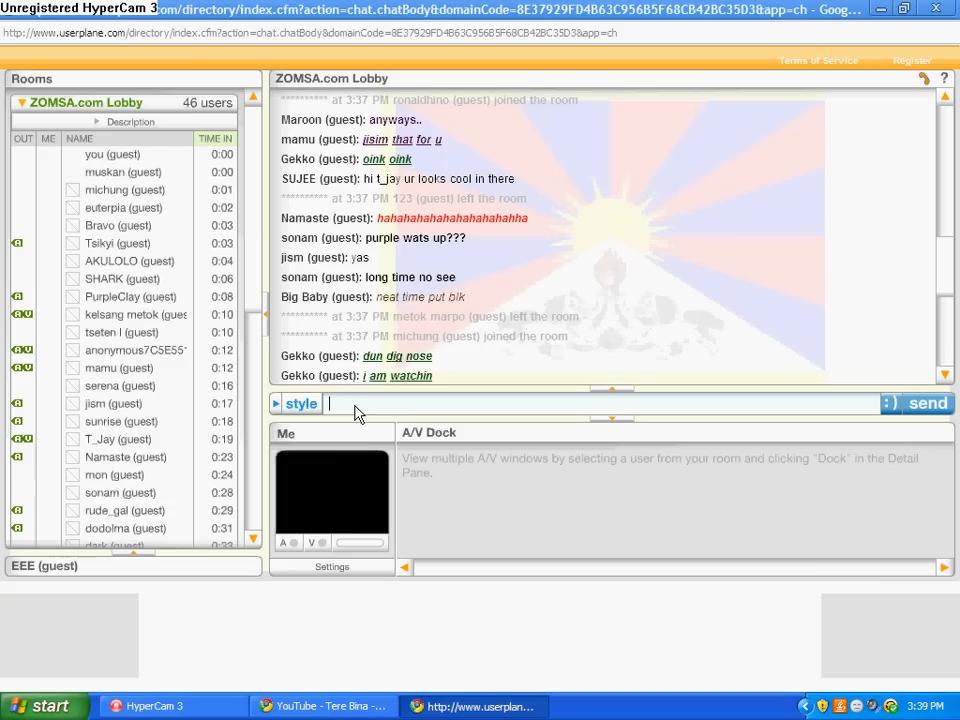 Unregistered HyperCam 3
com/directory/index.cfm?action=chat.chatBody&domainCode=8E37929FD4B63C956B5F68CB42BC35D3&app=ch - Goog...
http://www.userplane.com/directory/index.cfm?action=chat.chatBody&domainCode=8E37929FD4B63C956B5F68CB42BC35D3&app=ch
Terms of Service
Register
Rooms
ZOMSA.com Lobby
46 users
Description
OUT ME NAME TIME IN
you (guest) 0:00
muskan (guest) 0:00
michung (guest) 0:01
euterpia (guest) 0:02
Bravo (guest) 0:03
Tsikyi (guest) 0:03
AKULOLO (guest) 0:04
SHARK (guest) 0:06
PurpleClay (guest) 0:08
kelsang metok (gues 0:10
tseten l (guest) 0:10
anonymous7C5E55 0:12
mamu (guest) 0:12
serena (guest) 0:16
jism (guest) 0:17
sunrise (guest) 0:18
T_Jay (guest) 0:19
Namaste (guest) 0:23
mon (guest) 0:24
sonam (guest) 0:28
rude_gal (guest) 0:29
dodolma (guest) 0:31
dark (guest) 0:33
EEE (guest)
ZOMSA.com Lobby
?
********** at 3:37 PM ronaldhino (guest) joined the room
Maroon (guest): anyways..
mamu (guest): jisim that for u
Gekko (guest): oink oink
SUJEE (guest): hi t_jay ur looks cool in there
********** at 3:37 PM 123 (guest) left the room
Namaste (guest): hahahahahahahahahahha
sonam (guest): purple wats up???
jism (guest): yas
sonam (guest): long time no see
Big Baby (guest): neat time put blk
********** at 3:37 PM metok marpo (guest) left the room
********** at 3:37 PM michung (guest) joined the room
Gekko (guest): dun dig nose
Gekko (guest): i am watchin
style
:) send
Me
A V
Settings
A/V Dock
View multiple A/V windows by selecting a user from your room and clicking "Dock" in the Detail
Pane.
start
HyperCam 3
YouTube - Tere Bina -...
http://www.userplan...
3:39 PM